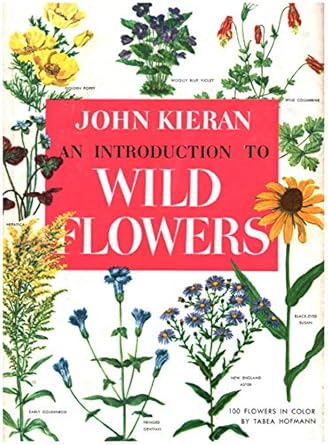 GOLDEN POPPY
WOOLLY BLUE VIOLET
WILD COLUMBINE
JOHN KIERAN
AN INTRODUCTION TO
WILD
FLOWERS
HEPATICA
BLACK-EYED
SUSAN
NEW ENGLAND
ASTER
EARLY GOLDENROD
FRINGED
GENTIAN
100 FLOWERS IN COLOR
BY TABEA HOFMANN